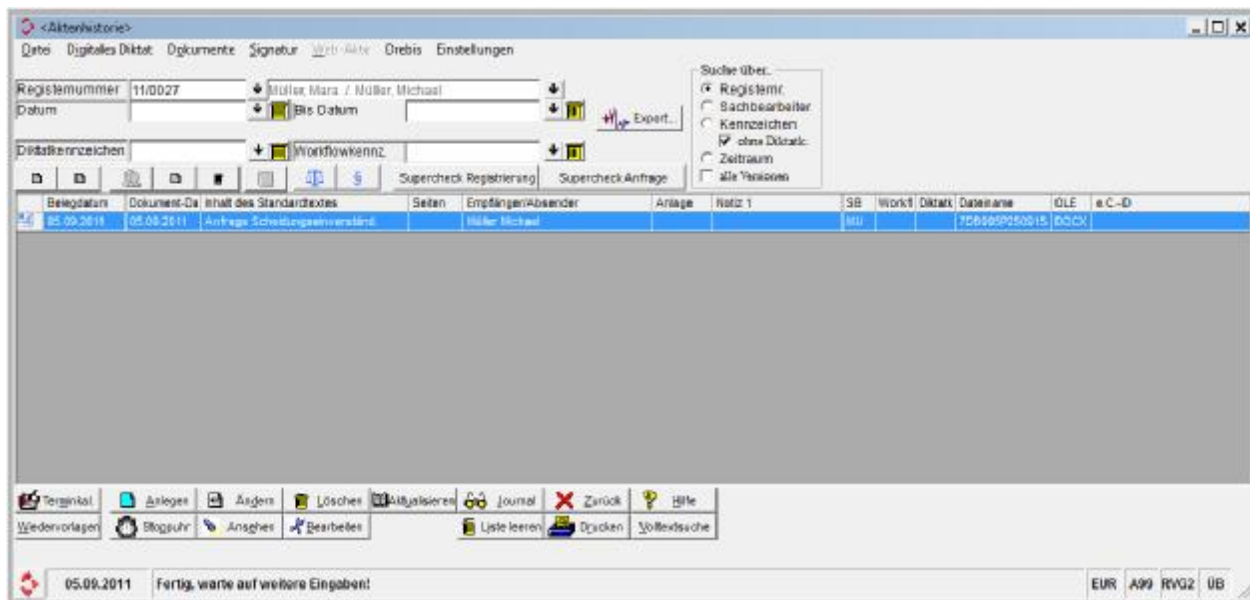 <Aktenhistorie>
Datei Digitales Diktat Dokumente Signatur Web-Akte Drebis Einstellungen
Suche über..
Registernummer 11/0027 Müller, Mara / Müller, Michael Registernr.
Datum Bis Datum Export... Sachbearbeiter
Kennzeichen
ohne Diktatk.
Diktatkennzeichen Workflowkennz. Zeitraum
§ Supercheck Registrierung Supercheck Anfrage alle Versionen
Belegdatum Dokument-Da Inhalt des Standardtextes Seiten Empfänger/Absender Anlage Notiz 1 SB Workfl Diktatk Dateiname OLE e.C.-ID
05.09.2011 05.09.2011 Anfrage Scheidungseinverständ. Müller Michael MU DOCX
Terminkal. Anlegen Ändern Löschen Aktualisieren Journal Zurück Hilfe
Wiedervorlagen Stoppuhr Ansehen Bearbeiten Liste leeren Drucken Volltextsuche
05.09.2011 Fertig, warte auf weitere Eingaben! EUR A99 RVG2 ÜB